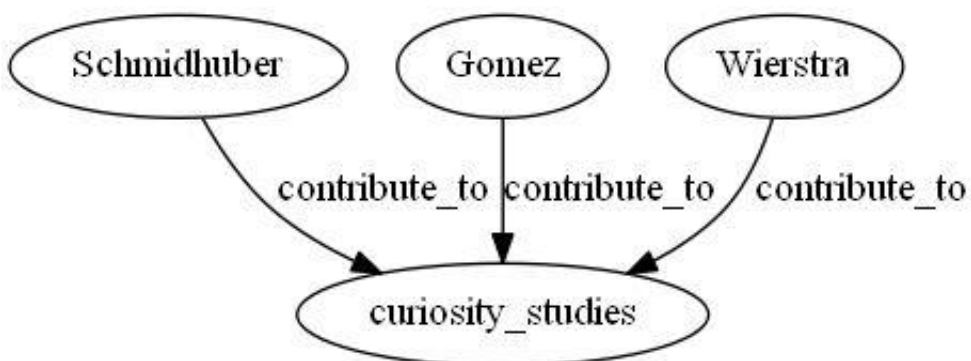 Schmidhuber Gomez Wierstra
contribute_to contribute_to contribute_to
curiosity_studies